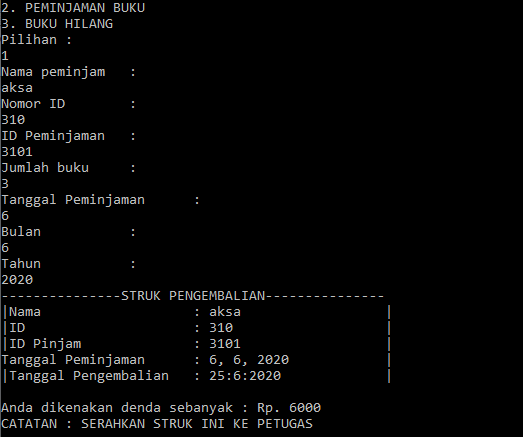 2. PEMINJAMAN BUKU
3. BUKU HILANG
Pilihan :
1
Nama peminjam   :
aksa
Nomor ID        :
310
ID Peminjaman   :
3101
Jumlah buku     :
3
Tanggal Peminjaman      :
6
Bulan           :
6
Tahun           :
2020
---------------STRUK PENGEMBALIAN---------------
|Nama                   : aksa                  |
|ID                     : 310                   |
|ID Pinjam              : 3101                  |
Tanggal Peminjaman      : 6, 6, 2020            |
|Tanggal Pengembalian   : 25:6:2020             |
Anda dikenakan denda sebanyak : Rp. 6000
CATATAN : SERAHKAN STRUK INI KE PETUGAS